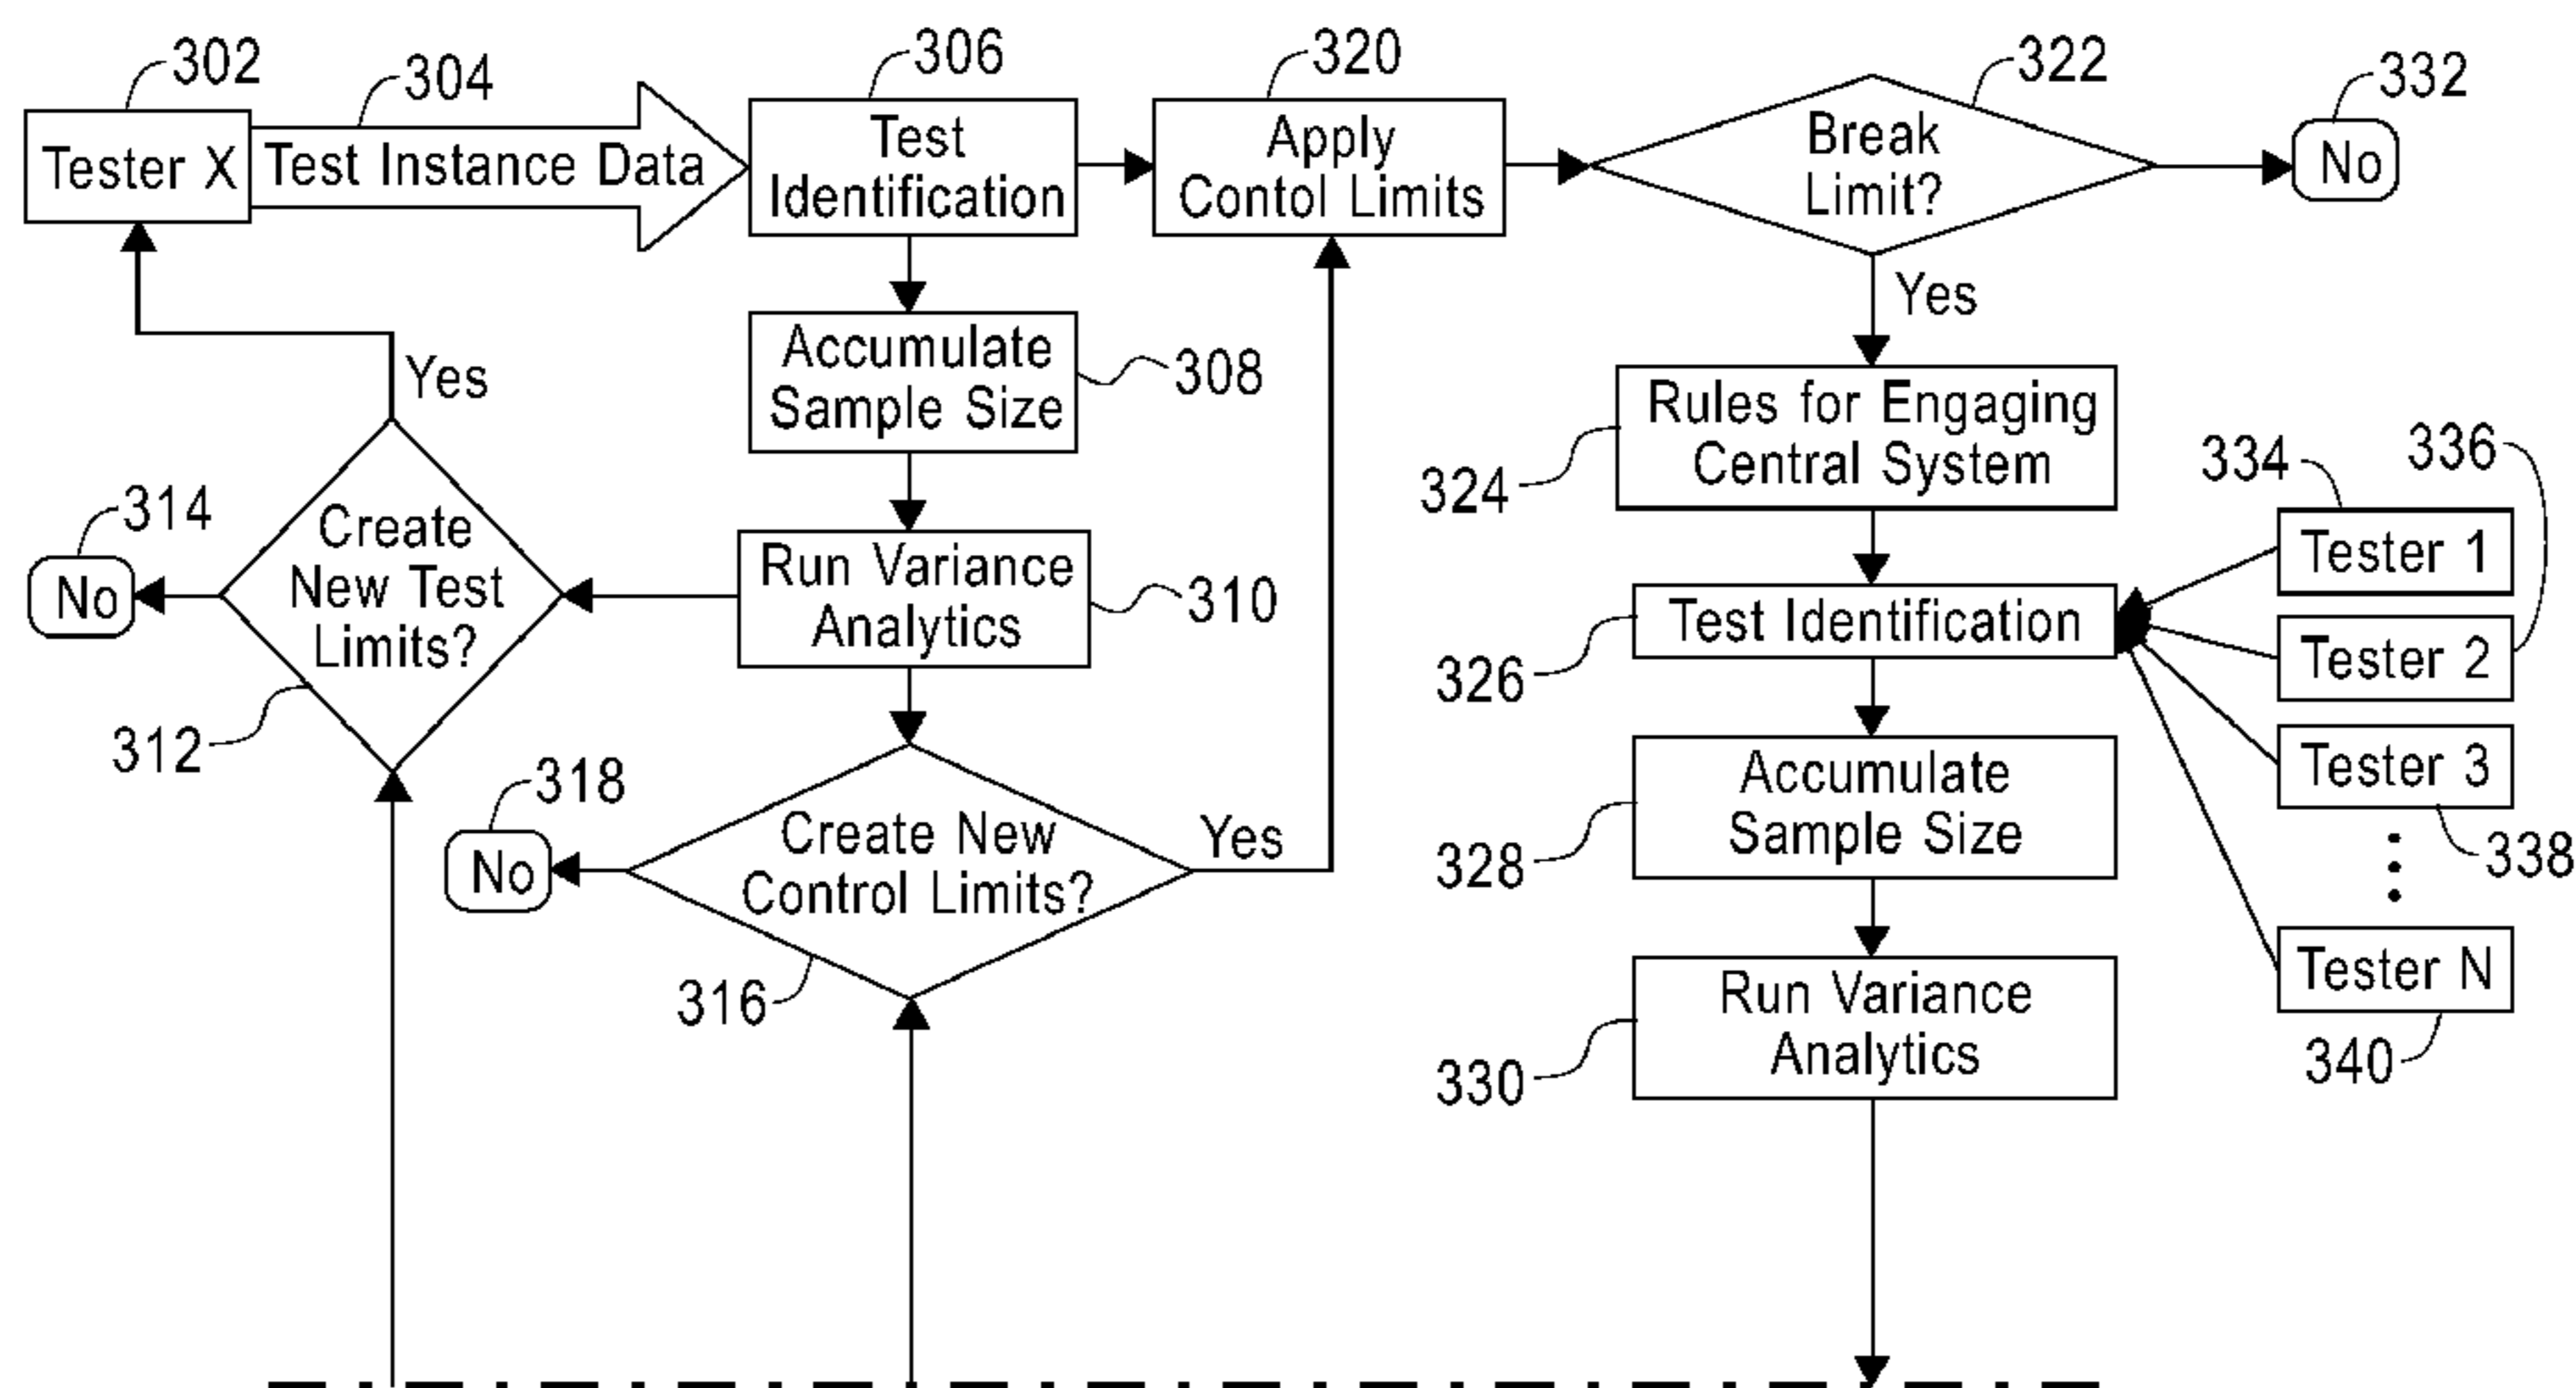 302
304
306
320
322
332
Tester X
Test Instance Data
Test
Identification
Apply
Contol Limits
Break
Limit?
No
Yes
Accumulate
Sample Size
308
Yes
Rules for Engaging
Central System
324
334
336
314
No
Create
New Test
Limits?
312
Run Variance
Analytics
310
Test Identification
326
Tester 1
Tester 2
Tester 3
338
Tester N
340
318
No
Create New
Control Limits?
Yes
316
Accumulate
Sample Size
328
Run Variance
Analytics
330